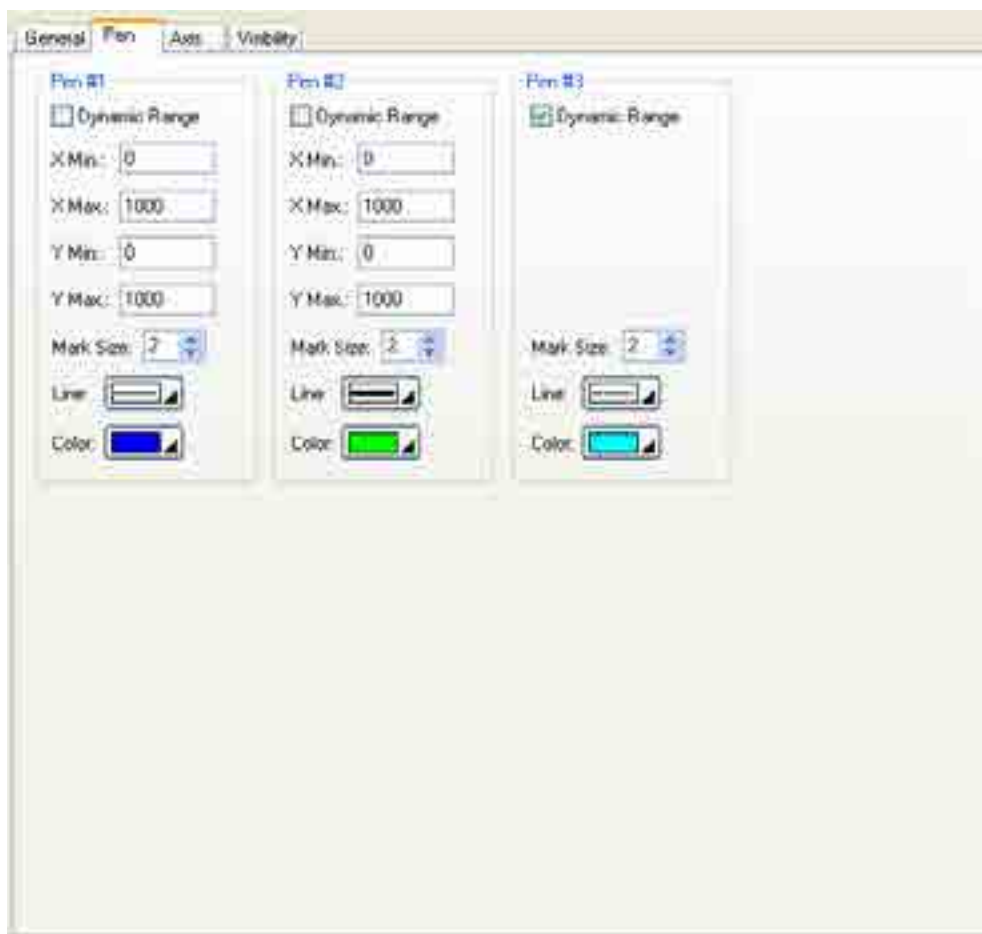 General Pen Axis Visibility
Pen #1
Dynamic Range
X Min.: 0
X Max.: 1000
Y Min.: 0
Y Max.: 1000
Mark Size: 2
Line:
Color:
Pen #2
Dynamic Range
X Min.: 0
X Max.: 1000
Y Min.: 0
Y Max.: 1000
Mark Size: 2
Line:
Color:
Pen #3
Dynamic Range
Mark Size: 2
Line:
Color: